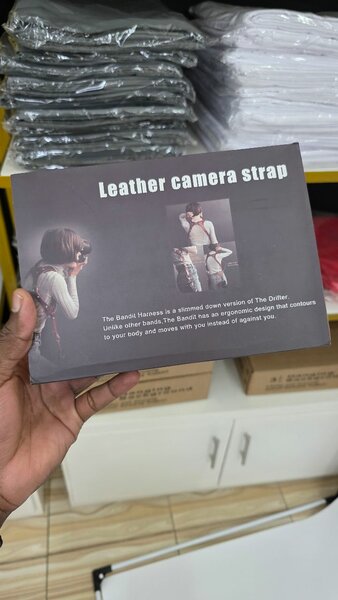 Leather camera strap
The Bandit Harness is a slimmed down version of The Drifter.
Unlike other bands,The Bandit has an ergonomic design that contours
to your body and moves with you instead of against you.
Hanging